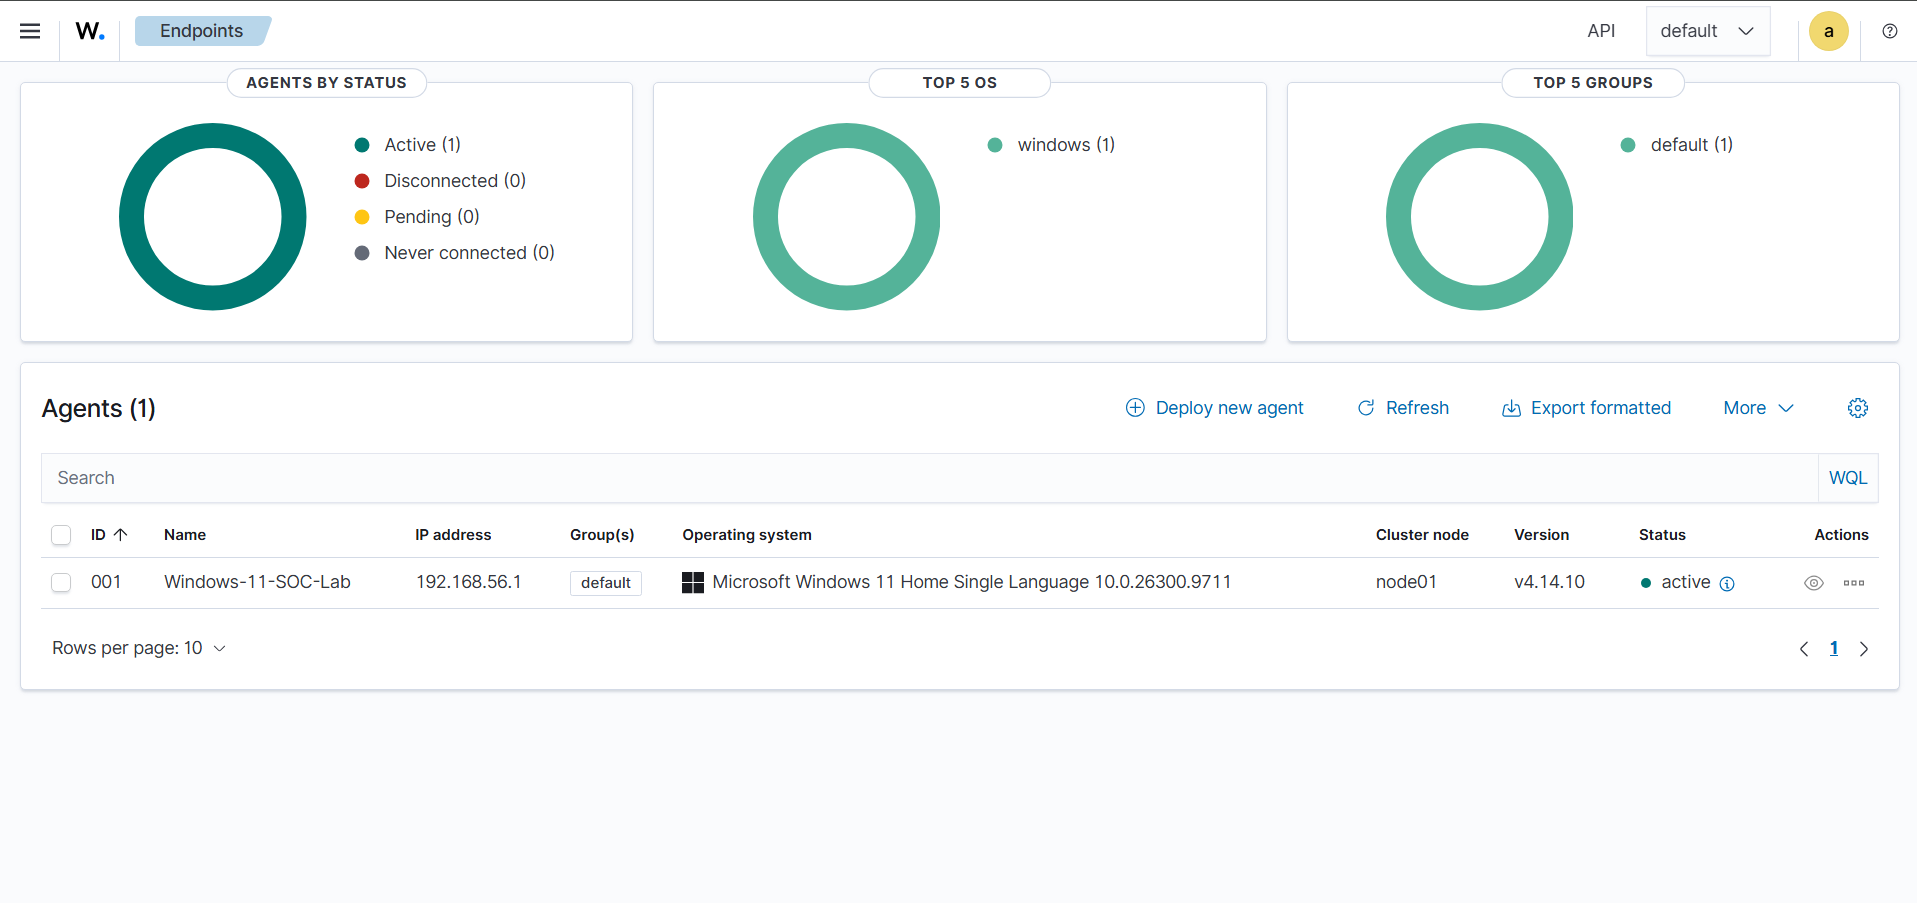 W. Endpoints API default a
AGENTS BY STATUS
Active (1)
Disconnected (0)
Pending (0)
Never connected (0)
TOP 5 OS
windows (1)
TOP 5 GROUPS
default (1)
Agents (1) Deploy new agent Refresh Export formatted More
Search WQL
ID Name IP address Group(s) Operating system Cluster node Version Status Actions
001 Windows-11-SOC-Lab 192.168.56.1 default Microsoft Windows 11 Home Single Language 10.0.26300.9711 node01 v4.14.10 active
Rows per page: 10 1